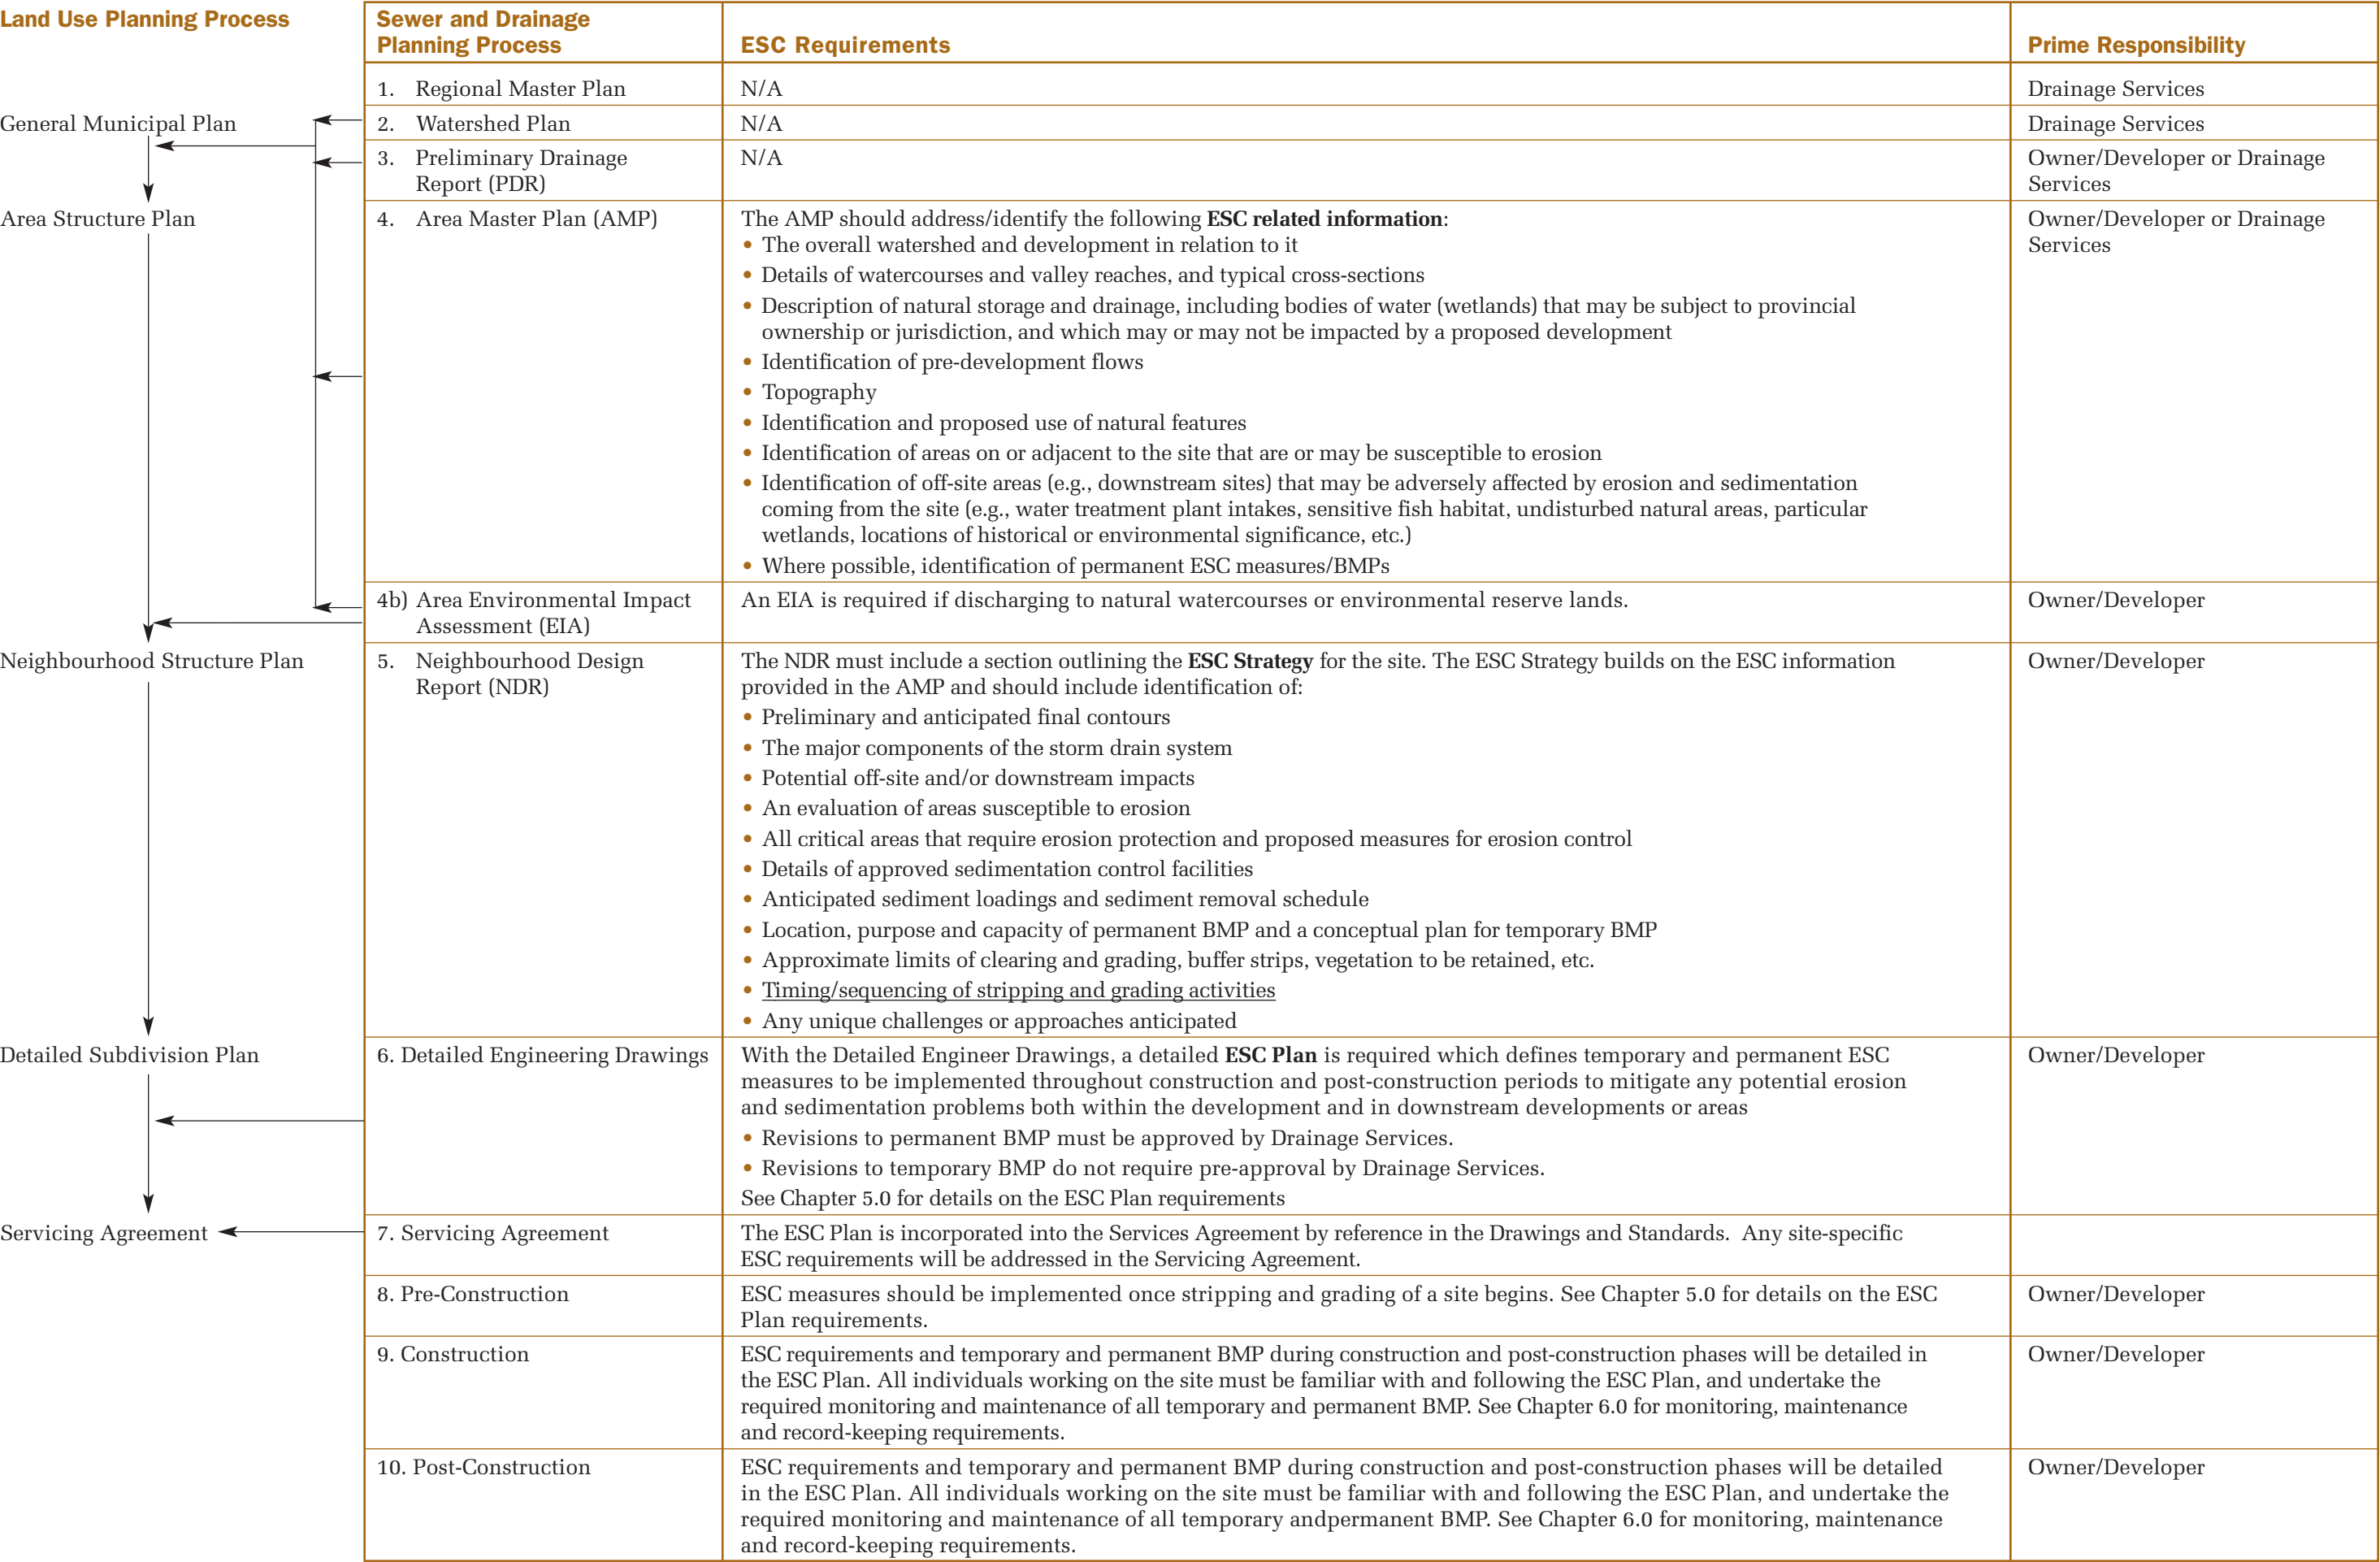 Land Use Planning Process
Sewer and Drainage
Planning Process
ESC Requirements
Prime Responsibility
1. Regional Master Plan
N/A
Drainage Services
General Municipal Plan
2. Watershed Plan
N/A
Drainage Services
3. Preliminary Drainage
Report (PDR)
N/A
Owner/Developer or Drainage
Services
Area Structure Plan
4. Area Master Plan (AMP)
The AMP should address/identify the following ESC related information:
• The overall watershed and development in relation to it
• Details of watercourses and valley reaches, and typical cross-sections
• Description of natural storage and drainage, including bodies of water (wetlands) that may be subject to provincial
ownership or jurisdiction, and which may or may not be impacted by a proposed development
• Identification of pre-development flows
• Topography
• Identification and proposed use of natural features
• Identification of areas on or adjacent to the site that are or may be susceptible to erosion
• Identification of off-site areas (e.g., downstream sites) that may be adversely affected by erosion and sedimentation
coming from the site (e.g., water treatment plant intakes, sensitive fish habitat, undisturbed natural areas, particular
wetlands, locations of historical or environmental significance, etc.)
• Where possible, identification of permanent ESC measures/BMPs
Owner/Developer or Drainage
Services
4b) Area Environmental Impact
Assessment (EIA)
An EIA is required if discharging to natural watercourses or environmental reserve lands.
Owner/Developer
Neighbourhood Structure Plan
5. Neighbourhood Design
Report (NDR)
The NDR must include a section outlining the ESC Strategy for the site. The ESC Strategy builds on the ESC information
provided in the AMP and should include identification of:
• Preliminary and anticipated final contours
• The major components of the storm drain system
• Potential off-site and/or downstream impacts
• An evaluation of areas susceptible to erosion
• All critical areas that require erosion protection and proposed measures for erosion control
• Details of approved sedimentation control facilities
• Anticipated sediment loadings and sediment removal schedule
• Location, purpose and capacity of permanent BMP and a conceptual plan for temporary BMP
• Approximate limits of clearing and grading, buffer strips, vegetation to be retained, etc.
• Timing/sequencing of stripping and grading activities
• Any unique challenges or approaches anticipated
Owner/Developer
Detailed Subdivision Plan
6. Detailed Engineering Drawings
With the Detailed Engineer Drawings, a detailed ESC Plan is required which defines temporary and permanent ESC
measures to be implemented throughout construction and post-construction periods to mitigate any potential erosion
and sedimentation problems both within the development and in downstream developments or areas
• Revisions to permanent BMP must be approved by Drainage Services.
• Revisions to temporary BMP do not require pre-approval by Drainage Services.
See Chapter 5.0 for details on the ESC Plan requirements
Owner/Developer
Servicing Agreement
7. Servicing Agreement
The ESC Plan is incorporated into the Services Agreement by reference in the Drawings and Standards. Any site-specific
ESC requirements will be addressed in the Servicing Agreement.
8. Pre-Construction
ESC measures should be implemented once stripping and grading of a site begins. See Chapter 5.0 for details on the ESC
Plan requirements.
Owner/Developer
9. Construction
ESC requirements and temporary and permanent BMP during construction and post-construction phases will be detailed in
the ESC Plan. All individuals working on the site must be familiar with and following the ESC Plan, and undertake the
required monitoring and maintenance of all temporary and permanent BMP. See Chapter 6.0 for monitoring, maintenance
and record-keeping requirements.
Owner/Developer
10. Post-Construction
ESC requirements and temporary and permanent BMP during construction and post-construction phases will be detailed
in the ESC Plan. All individuals working on the site must be familiar with and following the ESC Plan, and undertake the
required monitoring and maintenance of all temporary andpermanent BMP. See Chapter 6.0 for monitoring, maintenance
and record-keeping requirements.
Owner/Developer